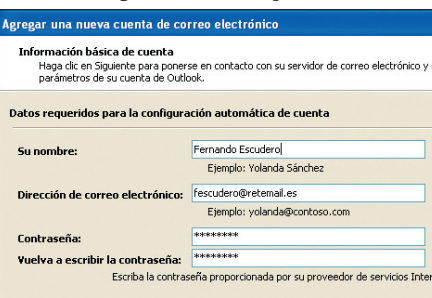 Agregar una nueva cuenta de correo electrónico
Información básica de cuenta
Haga clic en Siguiente para ponerse en contacto con su servidor de correo electrónico y
parámetros de su cuenta de Outlook.
Datos requeridos para la configuración automática de cuenta
Su nombre: Fernando Escudero
Ejemplo: Yolanda Sánchez
Dirección de correo electrónico: fescudero@retemail.es
Ejemplo: yolanda@contoso.com
Contraseña: ********
Vuelva a escribir la contraseña: ********
Escriba la contraseña proporcionada por su proveedor de servicios Inter